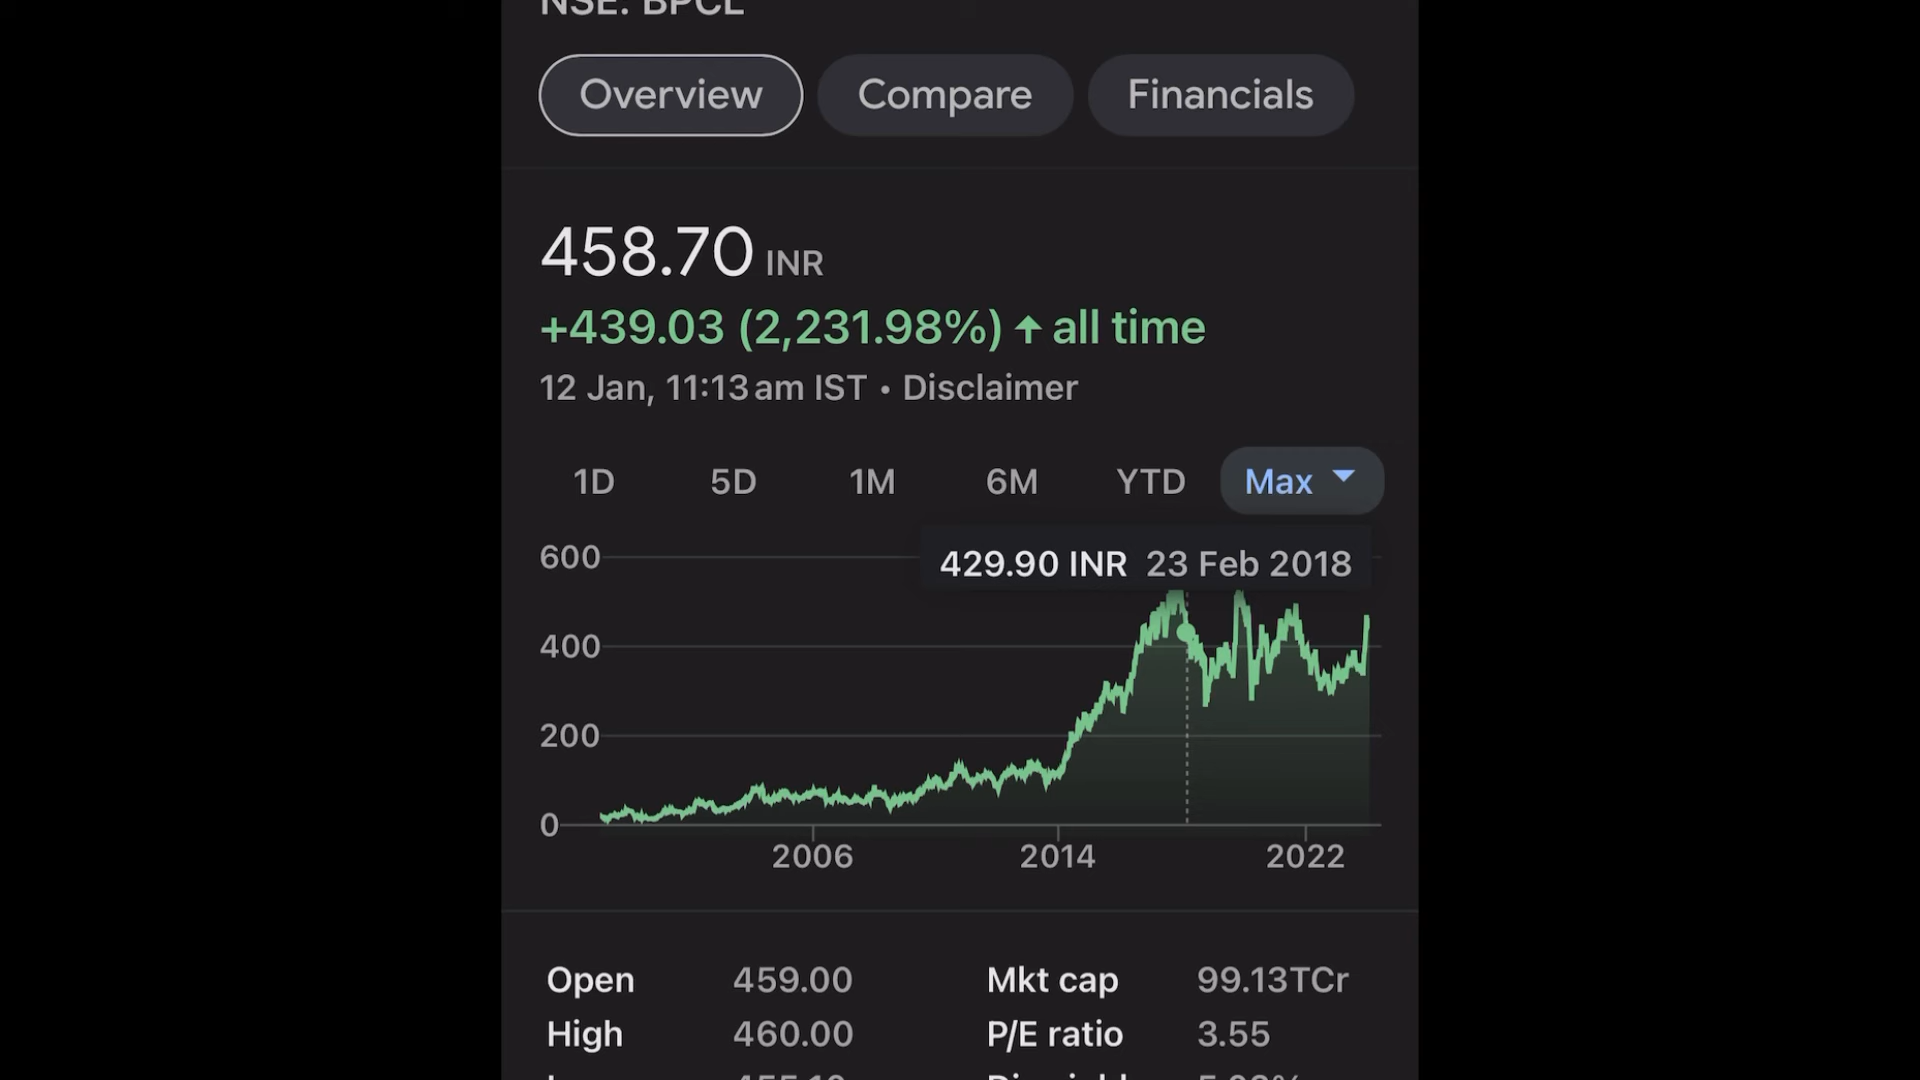 NSE: BPCL
Overview Compare Financials
458.70 INR
+439.03 (2,231.98%) ↑ all time
12 Jan, 11:13 am IST • Disclaimer
1D 5D 1M 6M YTD Max
429.90 INR 23 Feb 2018
600
400
200
0
2006 2014 2022
Open 459.00 Mkt cap 99.13TCr
High 460.00 P/E ratio 3.55